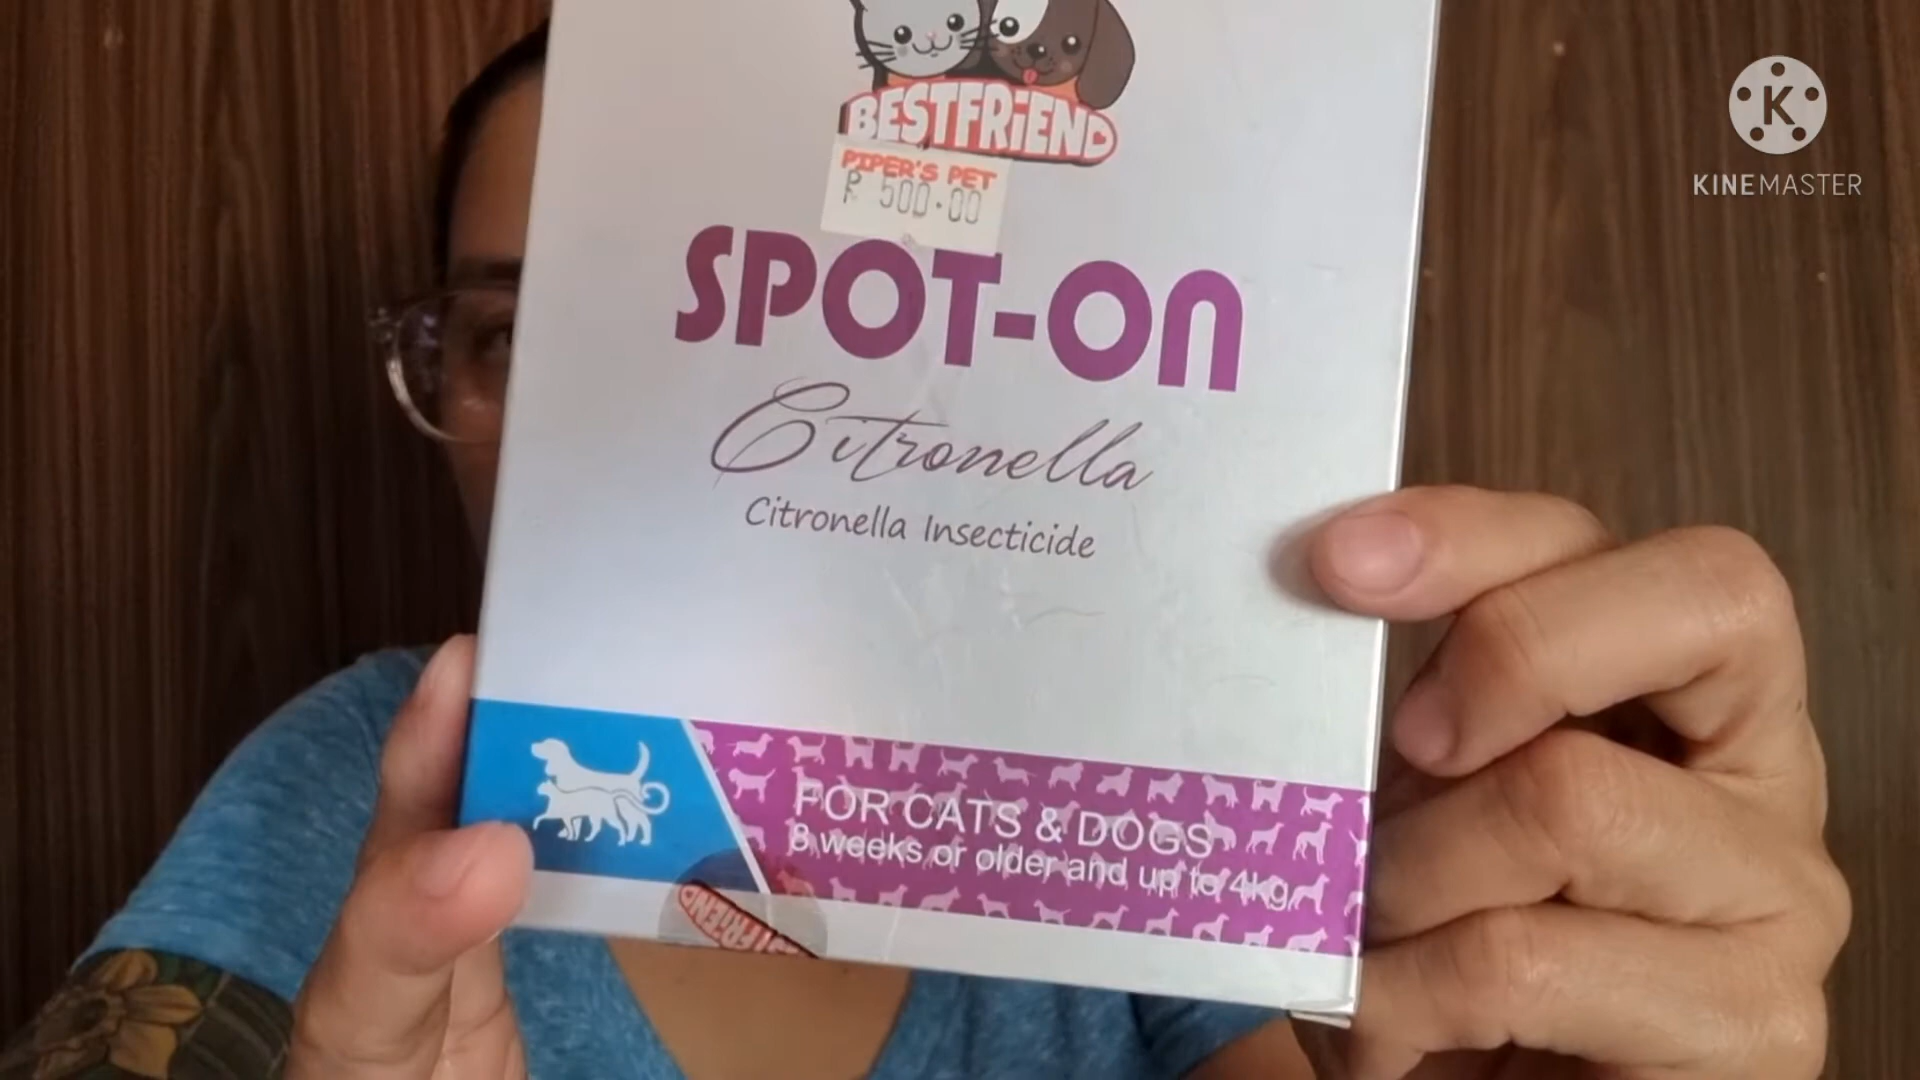 BESTFRiEND
PIPER'S PET
₱ 500.00
SPOT-On
Citronella
Citronella Insecticide
FOR CATS & DOGS
8 weeks or older and up to 4kg
BESTFRiEND
K
KINEMASTER